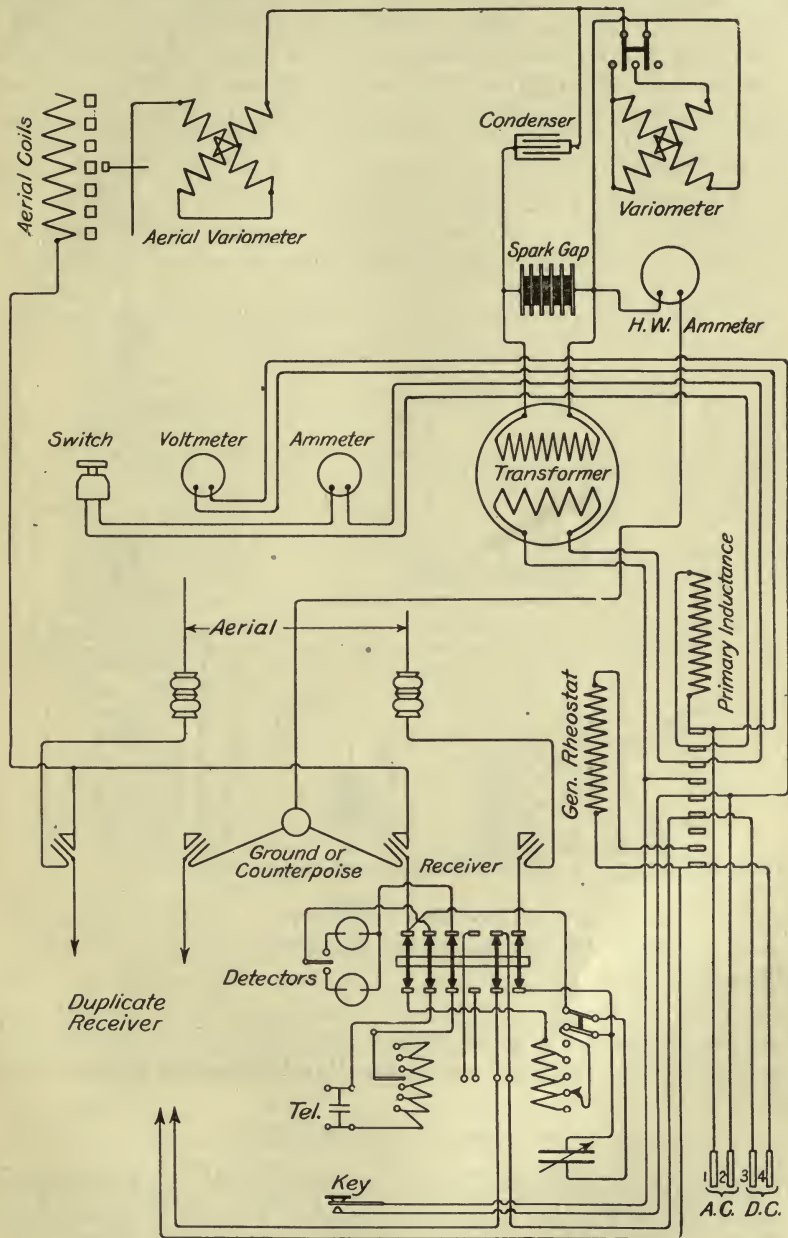 Aerial Coils
Aerial Variometer
Condenser
Variometer
Spark Gap
H.W. Ammeter
Switch
Voltmeter
Ammeter
Transformer
Primary Inductance
Aerial
Gen. Rheostat
Ground or
Counterpoise
Receiver
Detectors
Duplicate
Receiver
Tel.
Key
1 2 3 4
A.C. D.C.